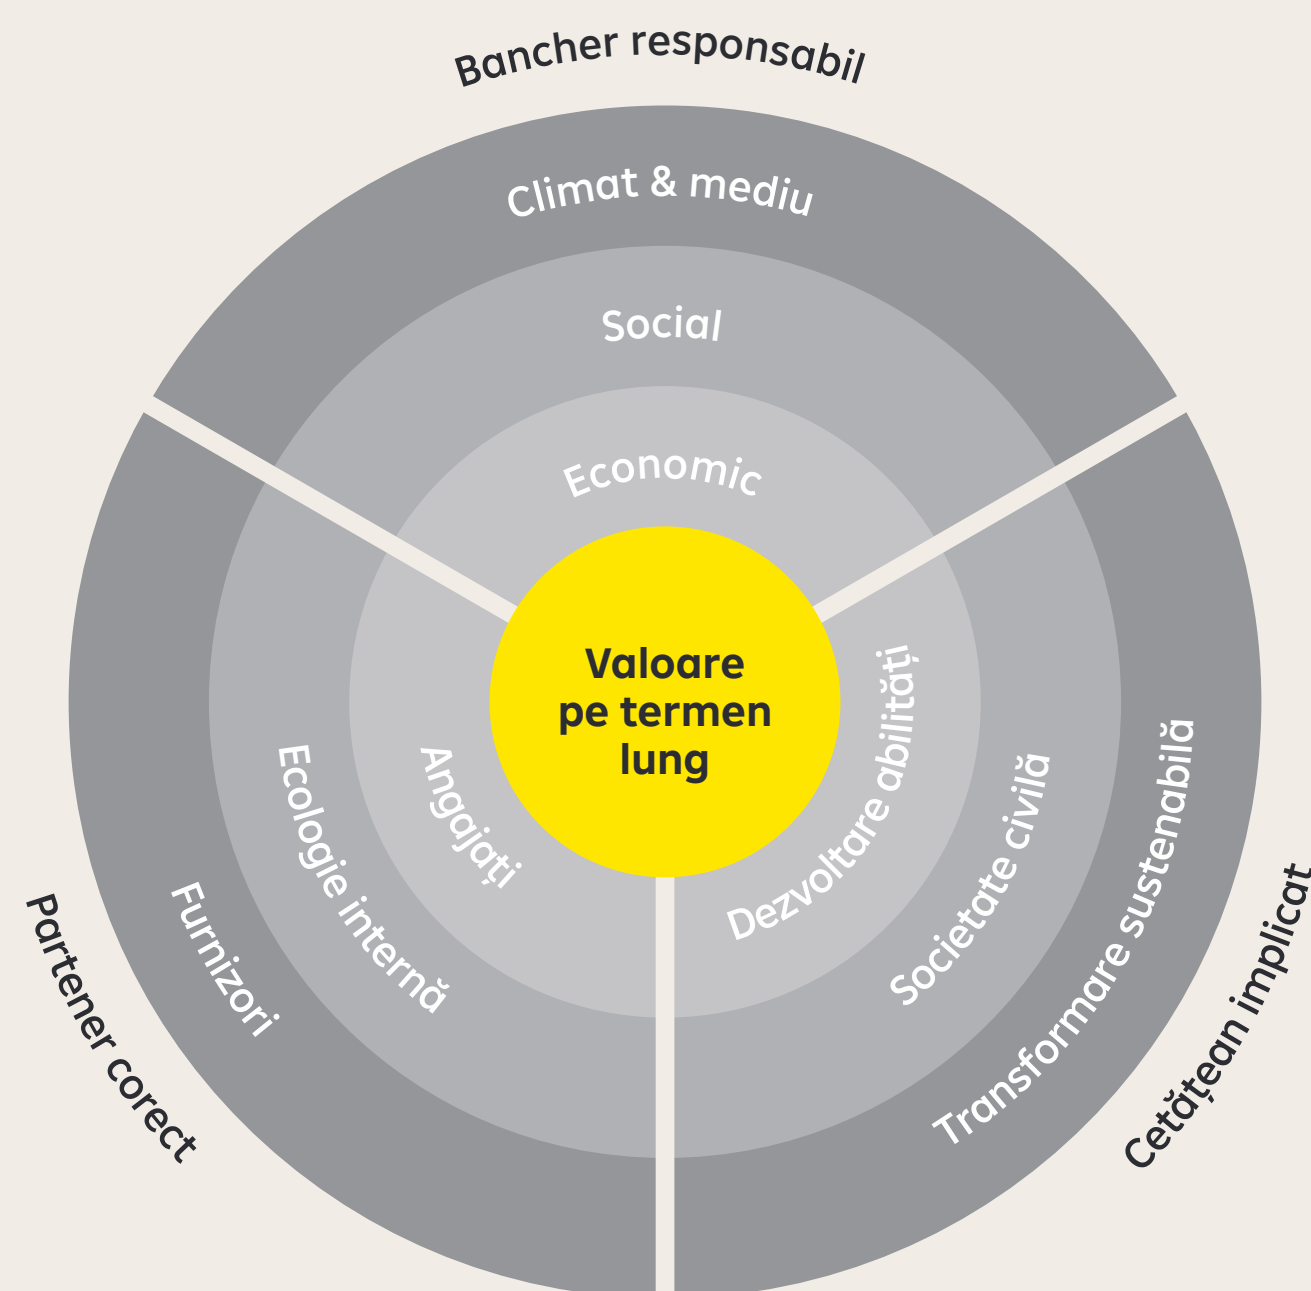 Bancher responsabil
Climat & mediu
Social
Economic
Valoare
pe termen
lung
Angajați
Ecologie internă
Furnizori
Partener corect
Dezvoltare abilități
Societate civilă
Transformare sustenabilă
Cetățean implicat